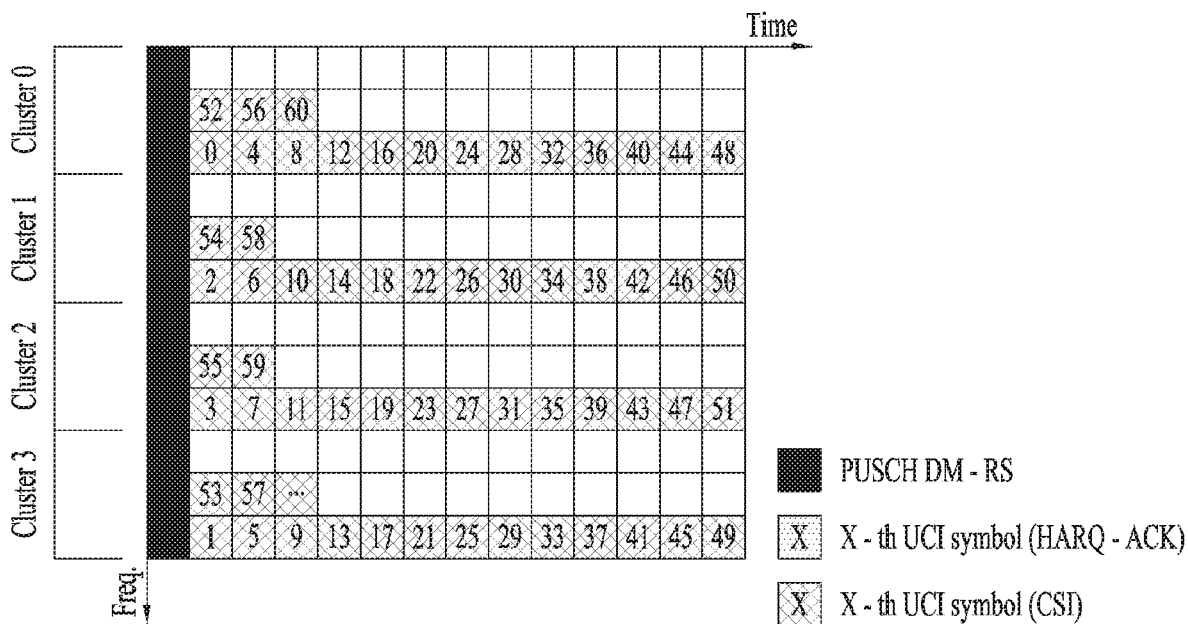 Time
Cluster 0
52 56 60
0 4 8 12 16 20 24 28 32 36 40 44 48
Cluster 1
54 58
2 6 10 14 18 22 26 30 34 38 42 46 50
Cluster 2
55 59
3 7 11 15 19 23 27 31 35 39 43 47 51
Cluster 3
53 57 ...
1 5 9 13 17 21 25 29 33 37 41 45 49
Freq.
PUSCH DM - RS
X X - th UCI symbol (HARQ - ACK)
X X - th UCI symbol (CSI)